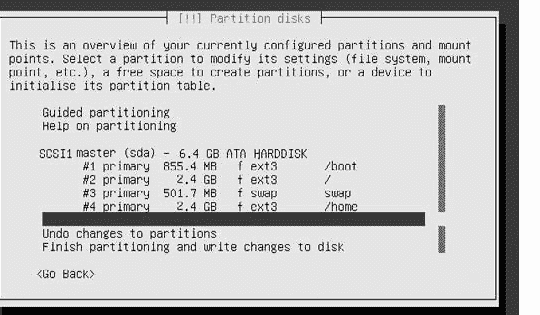 [!!] Partition disks
This is an overview of your currently configured partitions and mount
points. Select a partition to modify its settings (file system, mount
point, etc.), a free space to create partitions, or a device to
initialise its partition table.
Guided partitioning
Help on partitioning
SCSI1 master (sda) - 6.4 GB ATA HARDDISK
#1 primary 855.4 MB f ext3 /boot
#2 primary 2.4 GB f ext3 /
#3 primary 501.7 MB f swap swap
#4 primary 2.4 GB f ext3 /home
Undo changes to partitions
Finish partitioning and write changes to disk
<Go Back>